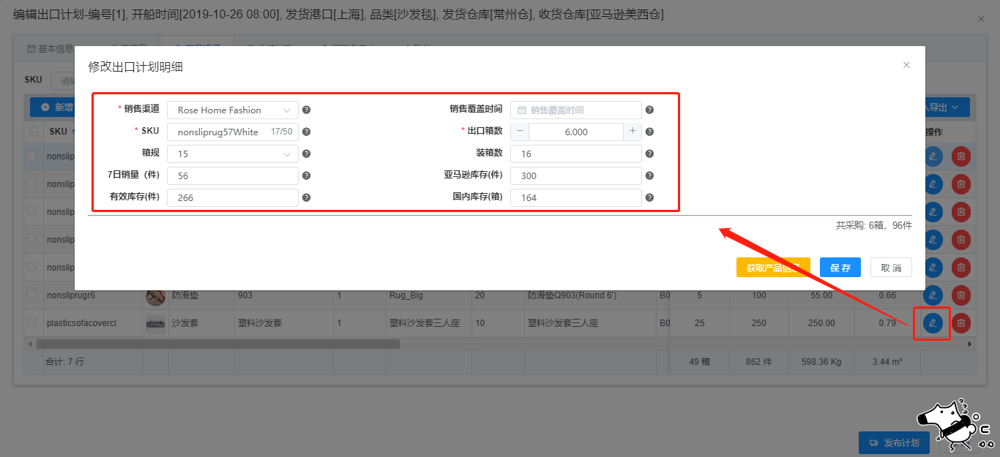 编辑出口计划-编号[1], 开船时间[2019-10-26 08:00], 发货港口[上海], 品类[沙发毯], 发货仓库[常州仓], 收货仓库[亚马逊美西仓]
基本信息
修改出口计划明细
SKU
新增
导出
* 销售渠道 Rose Home Fashion 销售覆盖时间 销售覆盖时间
* SKU nonsliprug57White 17/50 * 出口箱数 − 6.000 +
箱规 15 装箱数 16
7日销量（件) 56 亚马逊库存(件) 300
有效库存(件) 266 国内库存(箱) 164
共采购: 6箱，96件
获取产品信息 保 存 取 消
SKU 操作
nonslip
nonslip
nonslip
nonslip
nonslip
nonsliprugr6 防滑垫 903 1 Rug_Big 20 防滑垫Q903(Round 6') B0 5 100 55.00 0.66
plasticsofacovercl 沙发套 塑料沙发套 1 塑料沙发套三人座 10 塑料沙发套三人座 B0 25 250 250.00 0.79
合计: 7 行 49 箱 862 件 598.36 Kg 3.44 m³
发布计划